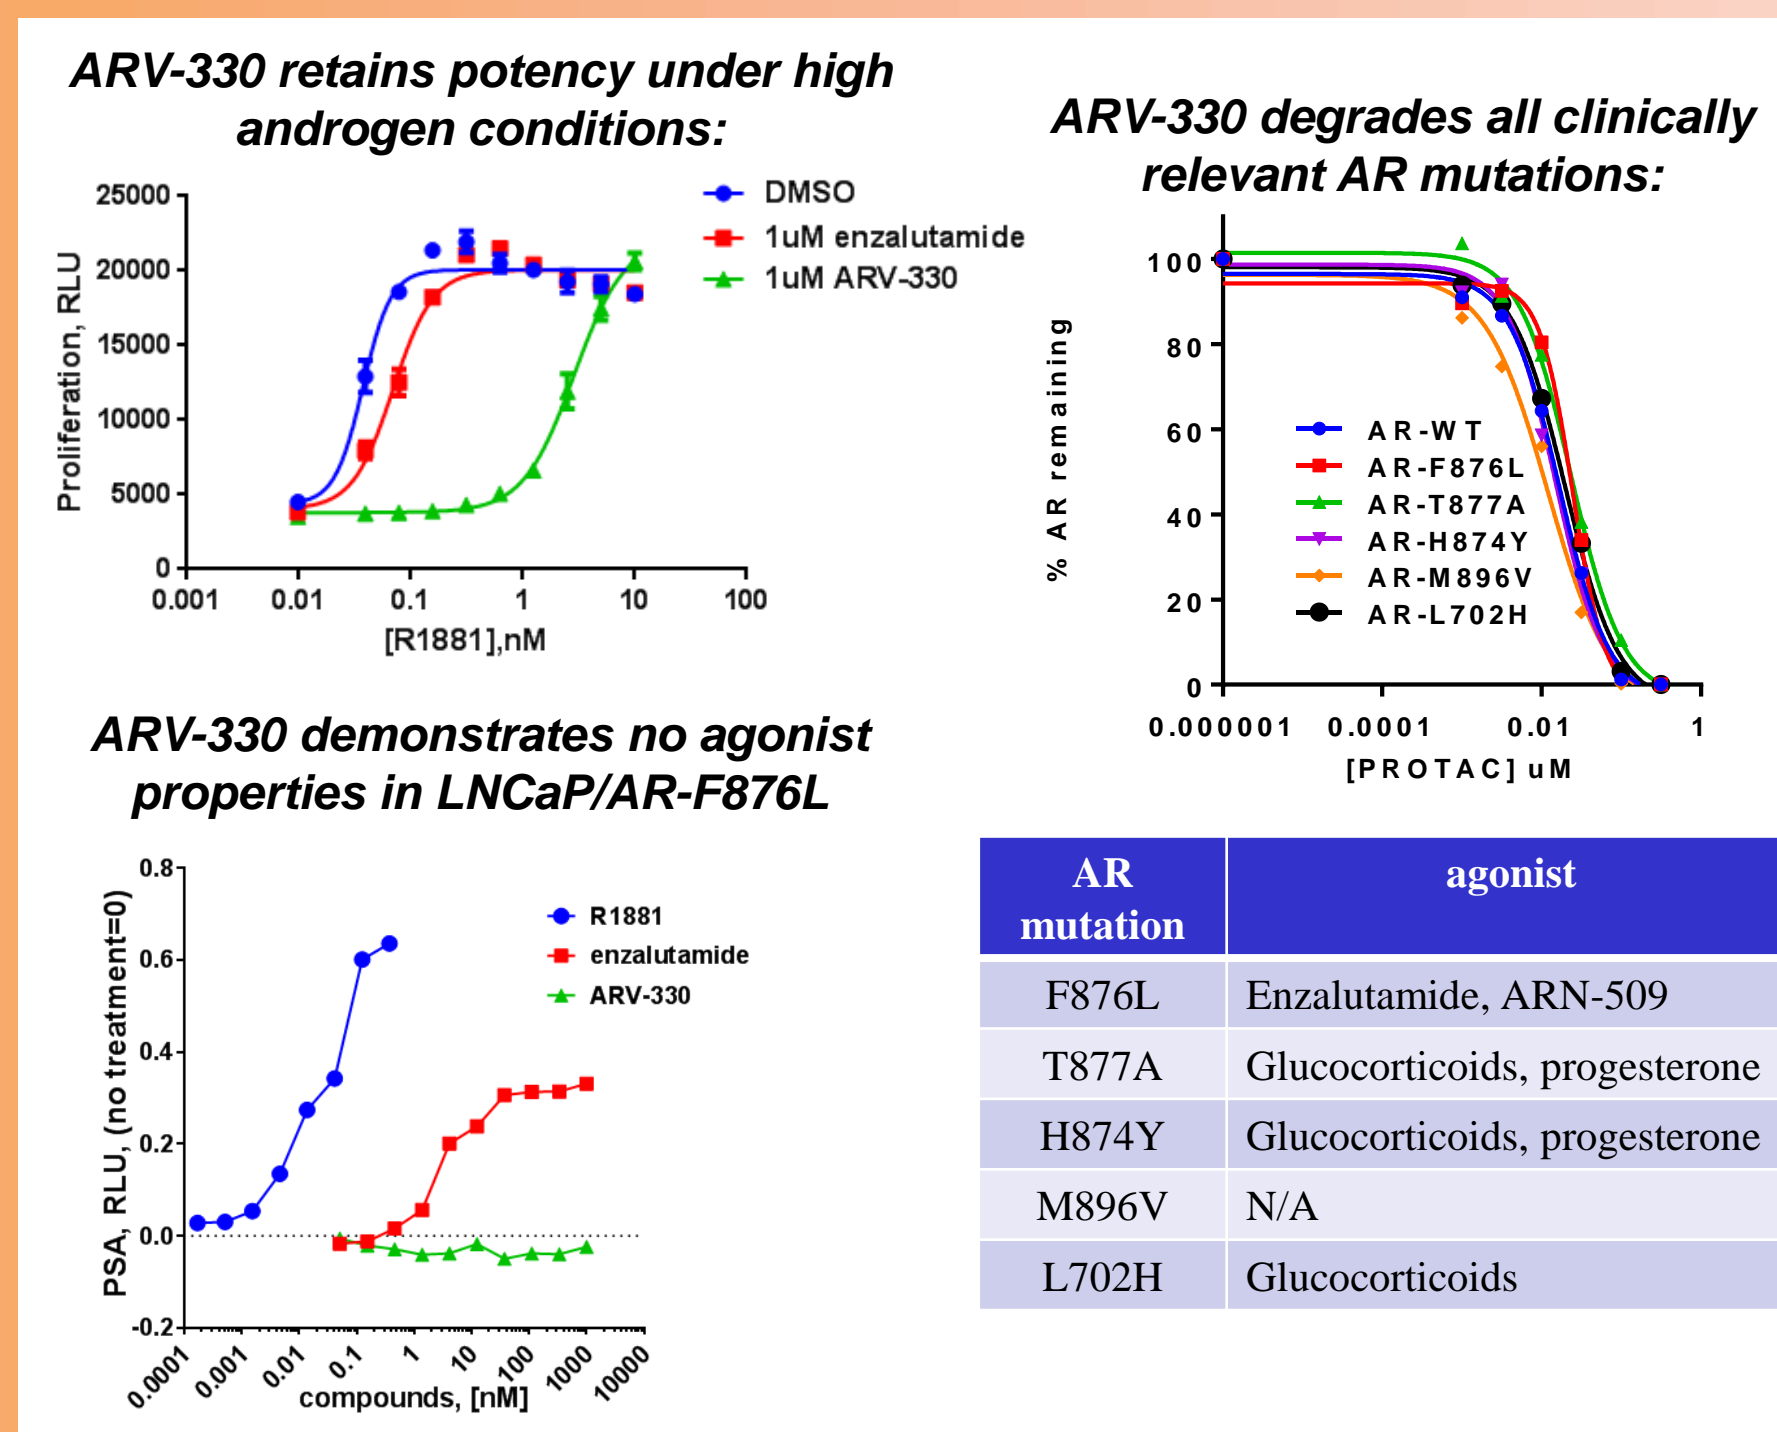 ARV-330 retains potency under high
androgen conditions:
25000
20000
15000
10000
5000
0
Proliferation, RLU
0.001
0.01
0.1
1
10
100
[R1881],nM
DMSO
1uM enzalutamide
1uM ARV-330
ARV-330 degrades all clinically
relevant AR mutations:
100
80
60
40
20
0
% AR remaining
AR-WT
AR-F876L
AR-T877A
AR-H874Y
AR-M896V
AR-L702H
0.0000001
0.0001
0.01
1
[PROTAC] uM
ARV-330 demonstrates no agonist
properties in LNCaP/AR-F876L
0.8
0.6
0.4
0.2
0.0
-0.2
PSA, RLU, (no treatment=0)
R1881
enzalutamide
ARV-330
0.0001
0.001
0.01
0.1
1
10
100
1000
10000
compounds, [nM]
AR
mutation
agonist
F876L
Enzalutamide, ARN-509
T877A
Glucocorticoids, progesterone
H874Y
Glucocorticoids, progesterone
M896V
N/A
L702H
Glucocorticoids